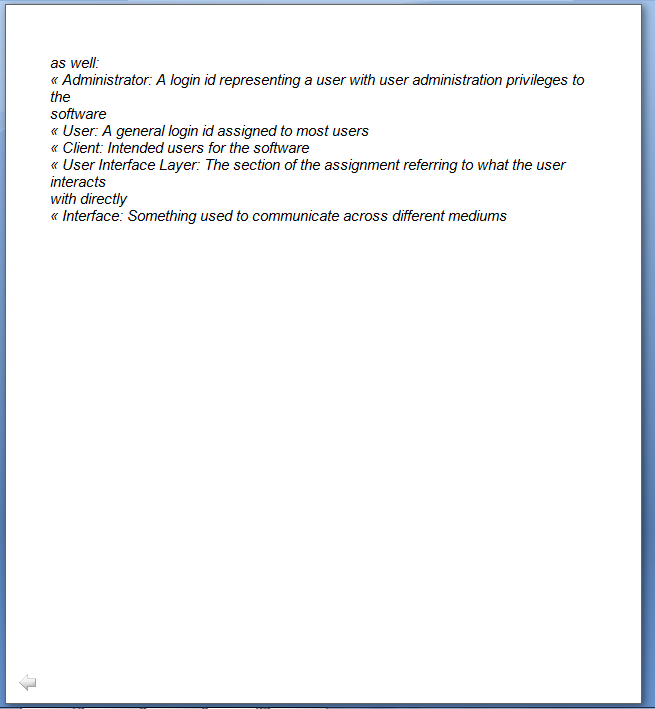 as well:
« Administrator: A login id representing a user with user administration privileges to
the
software
« User: A general login id assigned to most users
« Client: Intended users for the software
« User Interface Layer: The section of the assignment referring to what the user
interacts
with directly
« Interface: Something used to communicate across different mediums